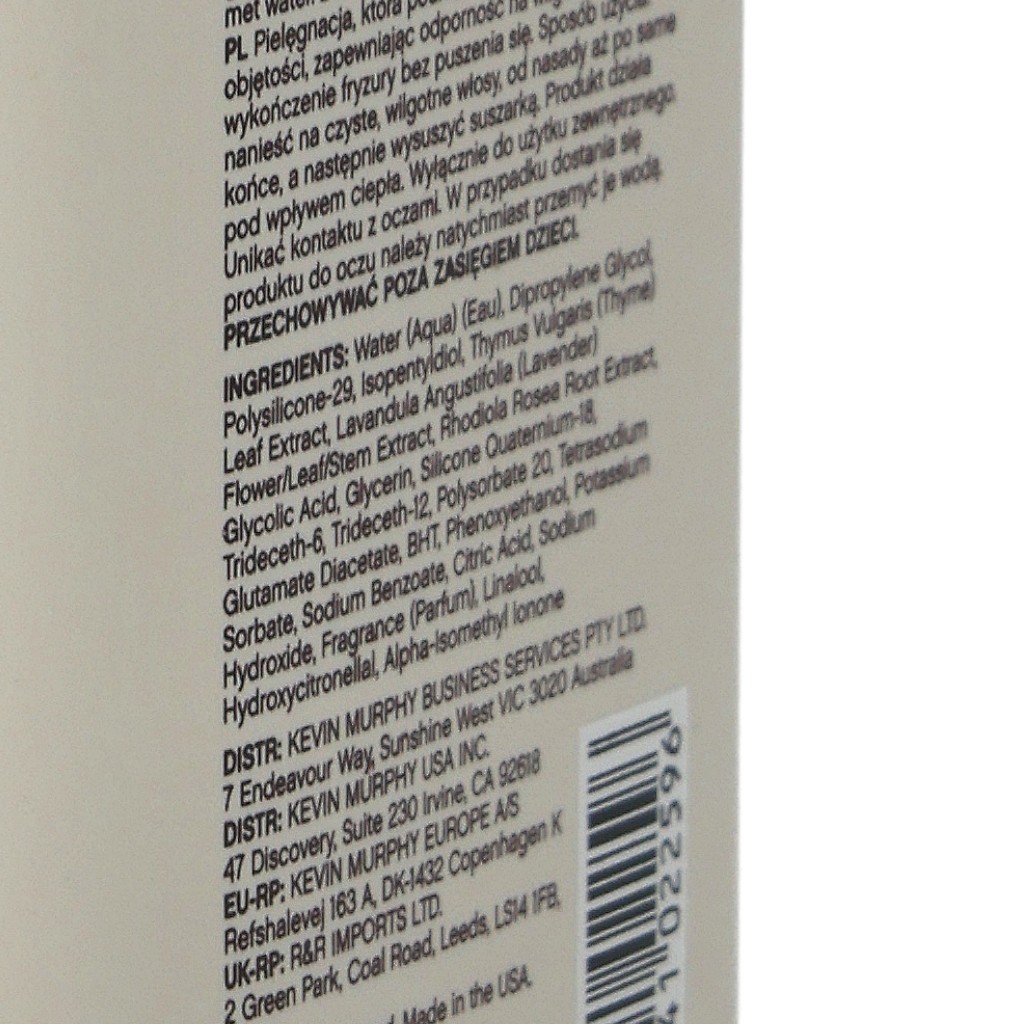 met
PL Pielęgnacja, która
objętości, zapewniając odporność na
wykończenie fryzury bez puszenia się. Sposób użycia:
nanieść na czyste, wilgotne włosy, od nasady aż po same
końce, a następnie wysuszyć suszarką. Produkt działa
pod wpływem ciepła. Wyłącznie do użytku zewnętrznego.
Unikać kontaktu z oczami. W przypadku dostania się
produktu do oczu należy natychmiast przemyć je wodą.
PRZECHOWYWAĆ POZA ZASIĘGIEM DZIECI.
INGREDIENTS: Water (Aqua) (Eau), Dipropylene Glycol,
Polysilicone-29, Isopentyldiol, Thymus Vulgaris (Thyme)
Leaf Extract, Lavandula Angustifolia (Lavender)
Flower/Leaf/Stem Extract, Rhodiola Rosea Root Extract,
Glycolic Acid, Glycerin, Silicone Quaternium-18,
Trideceth-6, Trideceth-12, Polysorbate 20, Tetrasodium
Glutamate Diacetate, BHT, Phenoxyethanol, Potassium
Sorbate, Sodium Benzoate, Citric Acid, Sodium
Hydroxide, Fragrance (Parfum), Linalool,
Hydroxycitronellal, Alpha-Isomethyl Ionone
DISTR: KEVIN MURPHY BUSINESS SERVICES PTY LTD.
7 Endeavour Way, Sunshine West VIC 3020 Australia
DISTR: KEVIN MURPHY USA INC.
47 Discovery, Suite 230 Irvine, CA 92618
EU-RP: KEVIN MURPHY EUROPE A/S
Refshalevej 163 A, DK-1432 Copenhagen K
UK-RP: R&R IMPORTS LTD.
2 Green Park, Coal Road, Leeds, LS14 1FB,
Made in the USA.
41022596